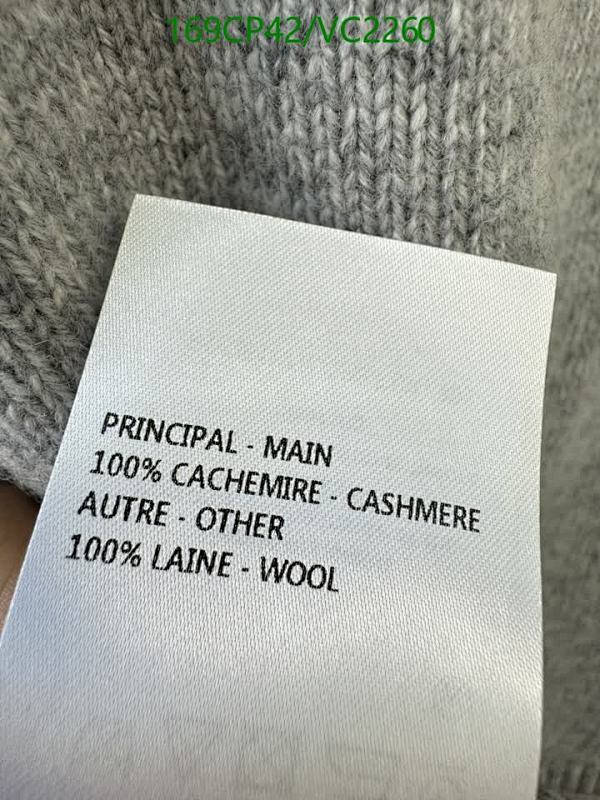 169CP42/VC2260
PRINCIPAL - MAIN
100% CACHEMIRE - CASHMERE
AUTRE - OTHER
100% LAINE - WOOL